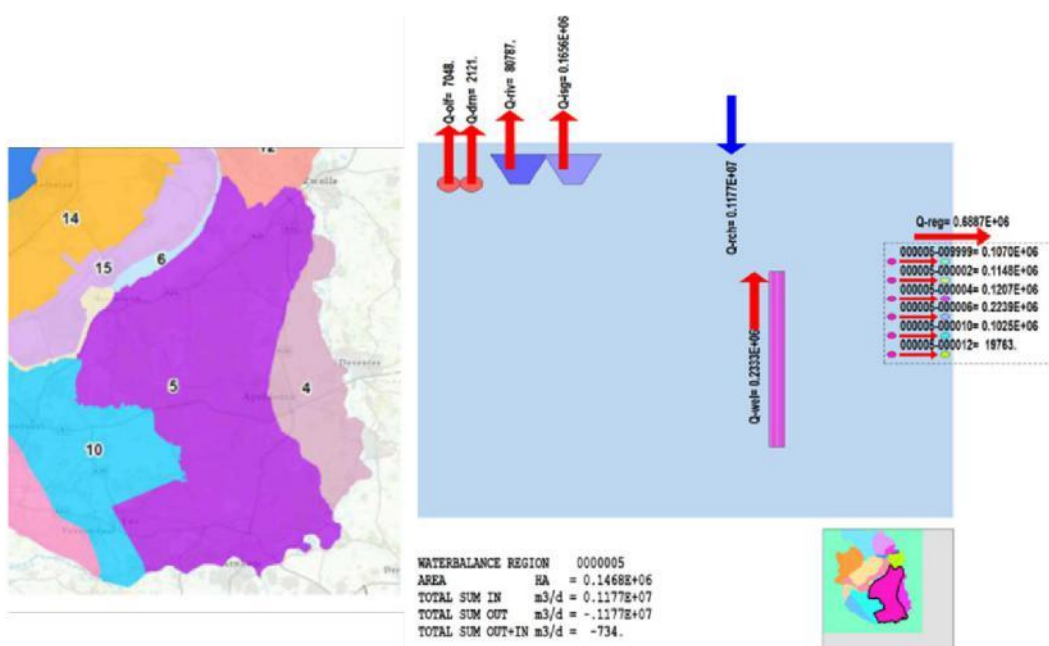 12
Zwolle
14
15
6
5
4
Deventer
Apeldoorn
10
Q-olf= 7048.
Q-drn= 2121.
Q-riv= 80787.
Q-isg= 0.1656E+06
Q-rch= 0.1177E+07
Q-wel= 0.2333E+06
Q-reg= 0.6887E+06
000005-009999= 0.1070E+06
000005-000002= 0.1148E+06
000005-000004= 0.1207E+06
000005-000006= 0.2239E+06
000005-000010= 0.1025E+06
000005-000012= 19763.
WATERBALANCE REGION 0000005
AREA HA = 0.1468E+06
TOTAL SUM IN m3/d = 0.1177E+07
TOTAL SUM OUT m3/d = -.1177E+07
TOTAL SUM OUT+IN m3/d = -734.